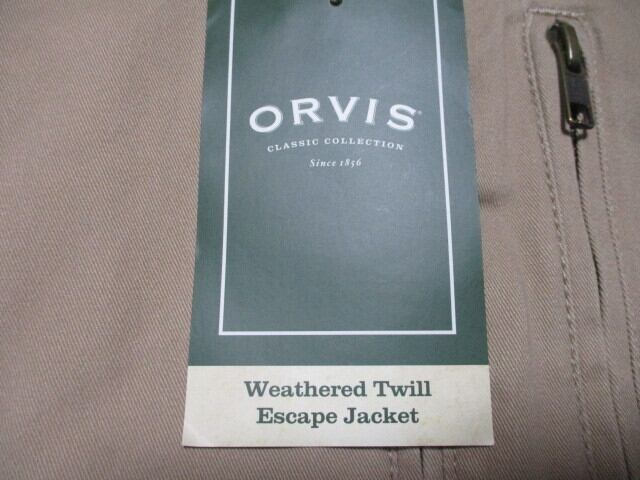 ORVIS®
CLASSIC COLLECTION
Since 1856
Weathered Twill
Escape Jacket